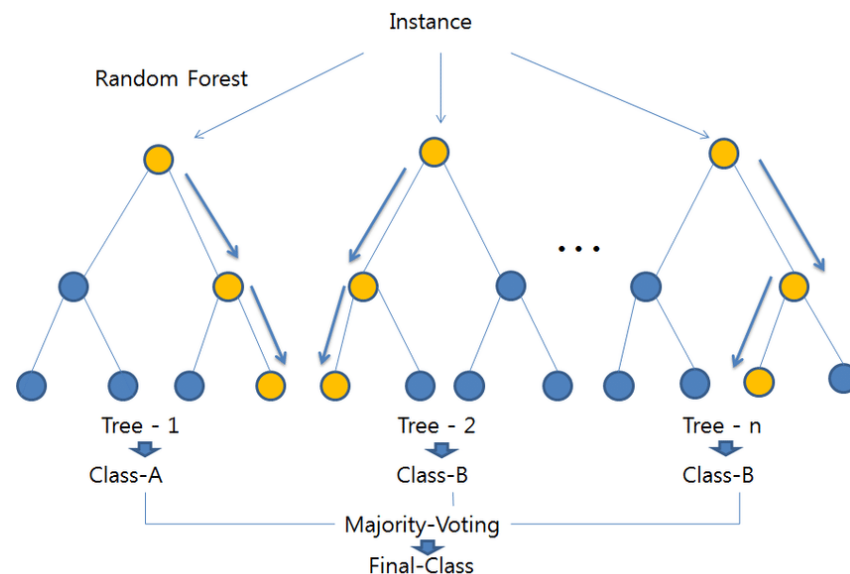 Instance
Random Forest
...
Tree - 1
Tree - 2
Tree - n
Class-A
Class-B
Class-B
Majority-Voting
Final-Class